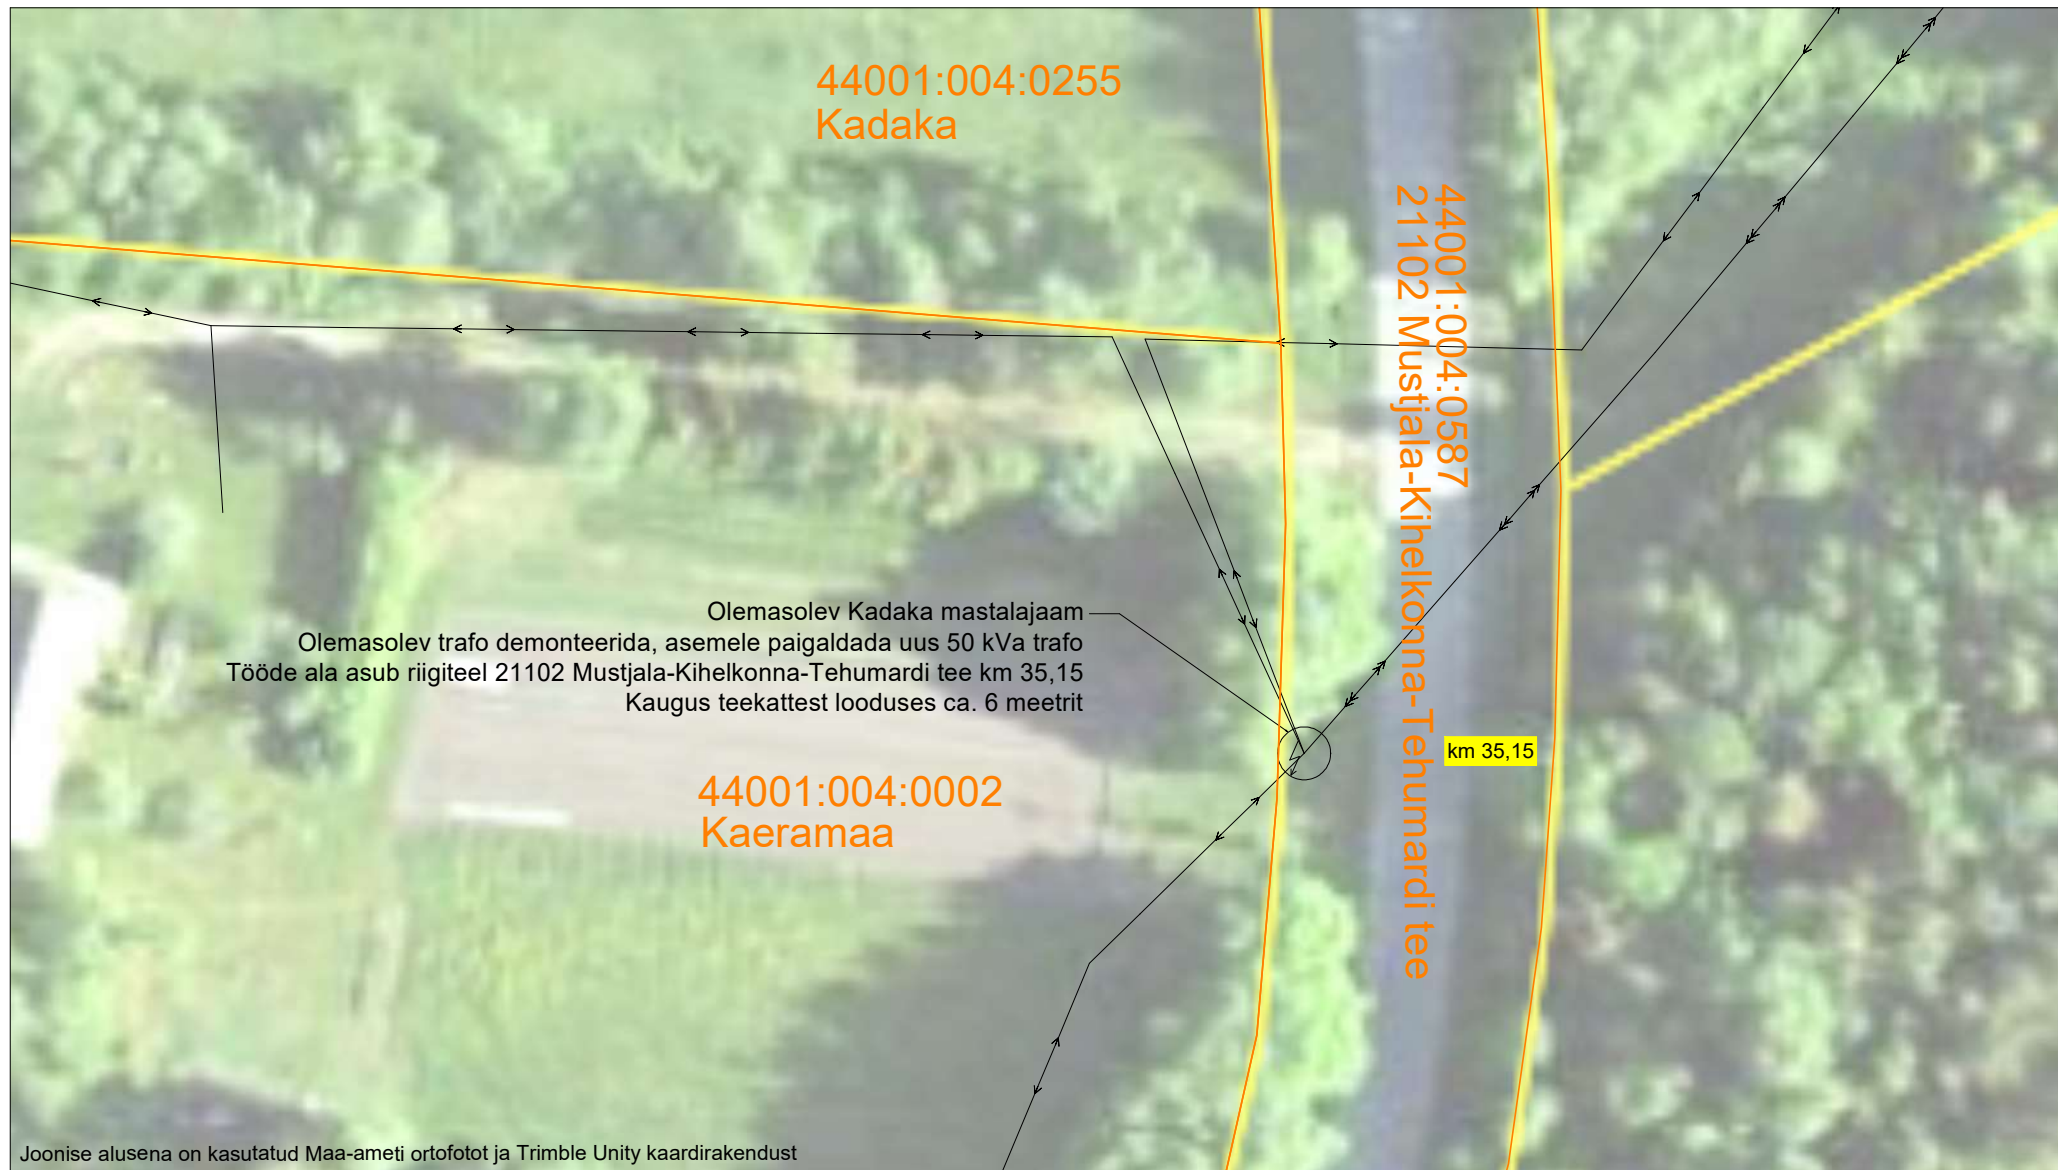 44001:004:0255
Kadaka
44001:004:0587
21102 Mustjala-Kihelkonna-Tehumardi tee
Olemasolev Kadaka mastalajaam
Olemasolev trafo demonteerida, asemele paigaldada uus 50 kVa trafo
Tööde ala asub riigiteel 21102 Mustjala-Kihelkonna-Tehumardi tee km 35,15
Kaugus teekattest looduses ca. 6 meetrit
km 35,15
44001:004:0002
Kaeramaa
Joonise alusena on kasutatud Maa-ameti ortofotot ja Trimble Unity kaardirakendust